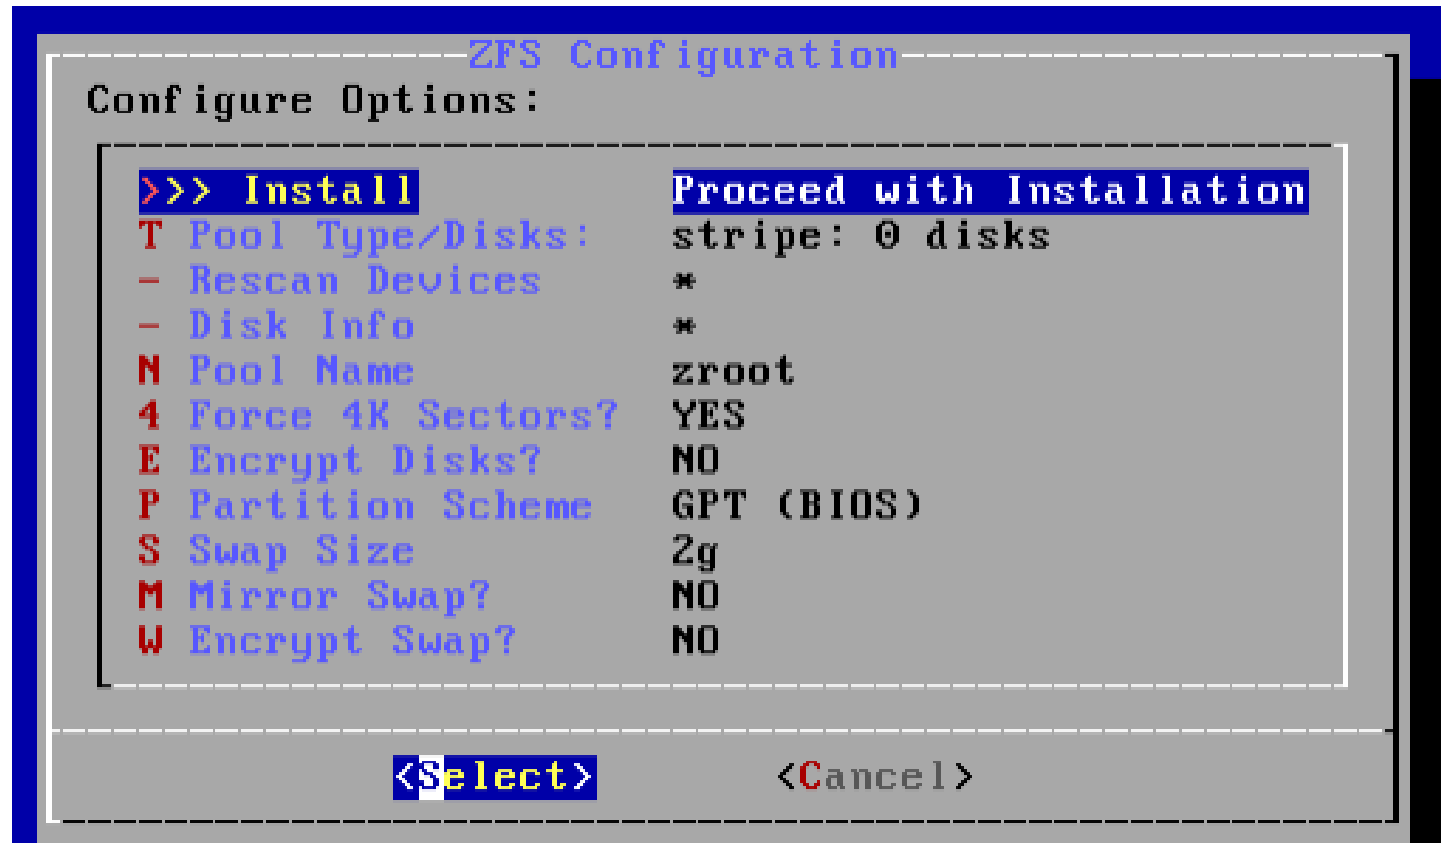 ZFS Configuration
Configure Options:
>>> Install Proceed with Installation
T Pool Type/Disks: stripe: 0 disks
- Rescan Devices *
- Disk Info *
N Pool Name zroot
4 Force 4K Sectors? YES
E Encrypt Disks? NO
P Partition Scheme GPT (BIOS)
S Swap Size 2g
M Mirror Swap? NO
W Encrypt Swap? NO
<Select> <Cancel>